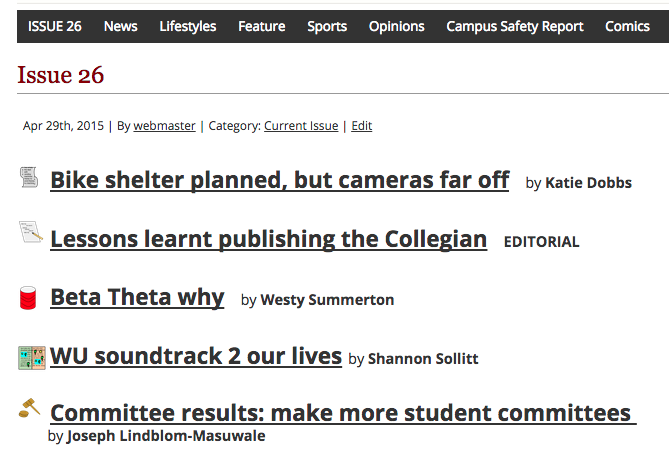 ISSUE 26 News Lifestyles Feature Sports Opinions Campus Safety Report Comics
Issue 26
Apr 29th, 2015 | By webmaster | Category: Current Issue | Edit
Bike shelter planned, but cameras far off by Katie Dobbs
Lessons learnt publishing the Collegian EDITORIAL
Beta Theta why by Westy Summerton
WU soundtrack 2 our lives by Shannon Sollitt
Committee results: make more student committees
by Joseph Lindblom-Masuwale